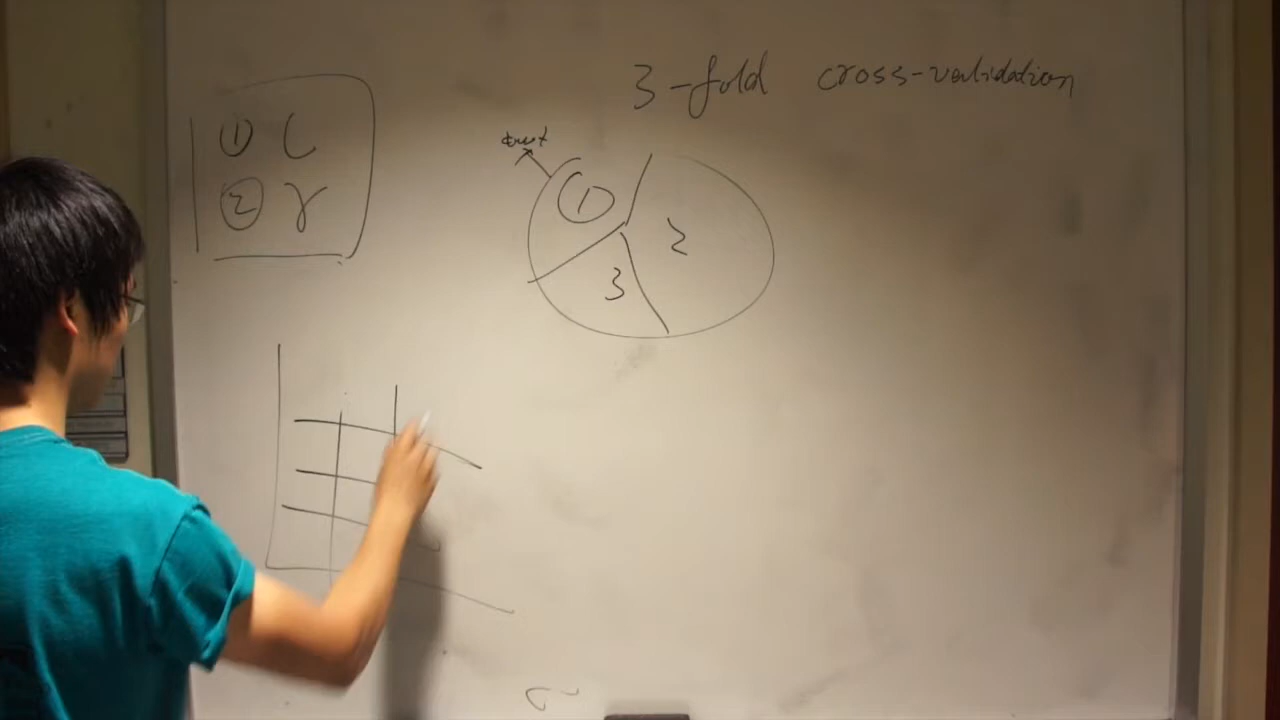 3-fold cross-validation
① C
② γ
test
①
2
3